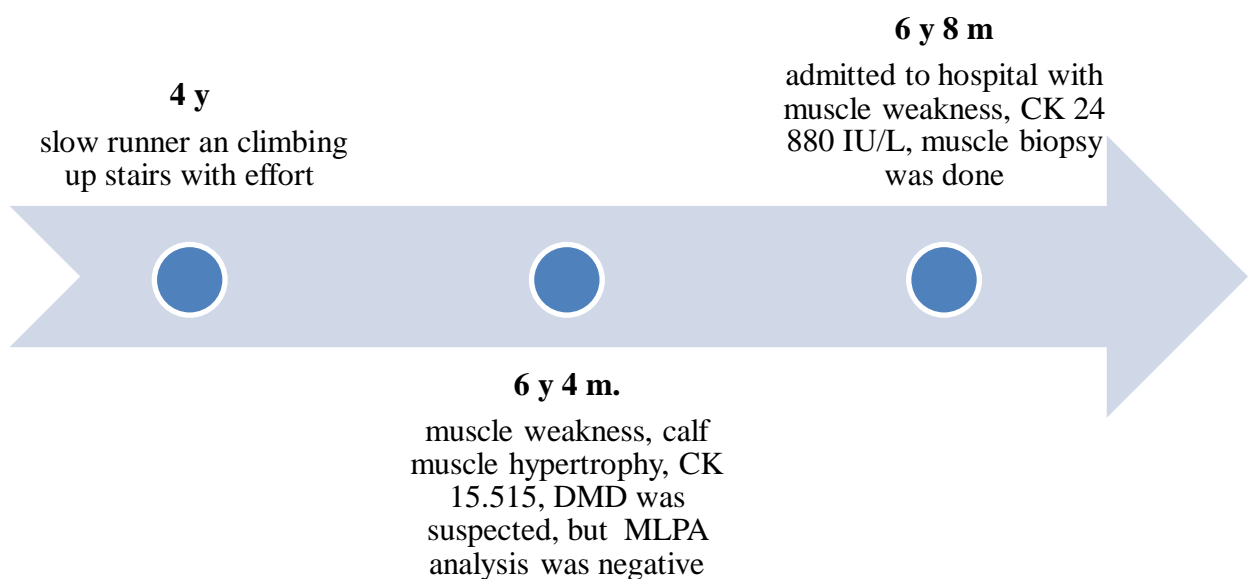 4 y
slow runner an climbing
up stairs with effort
6 y 4 m.
muscle weakness, calf
muscle hypertrophy, CK
15.515, DMD was
suspected, but MLPA
analysis was negative
6 y 8 m
admitted to hospital with
muscle weakness, CK 24
880 IU/L, muscle biopsy
was done